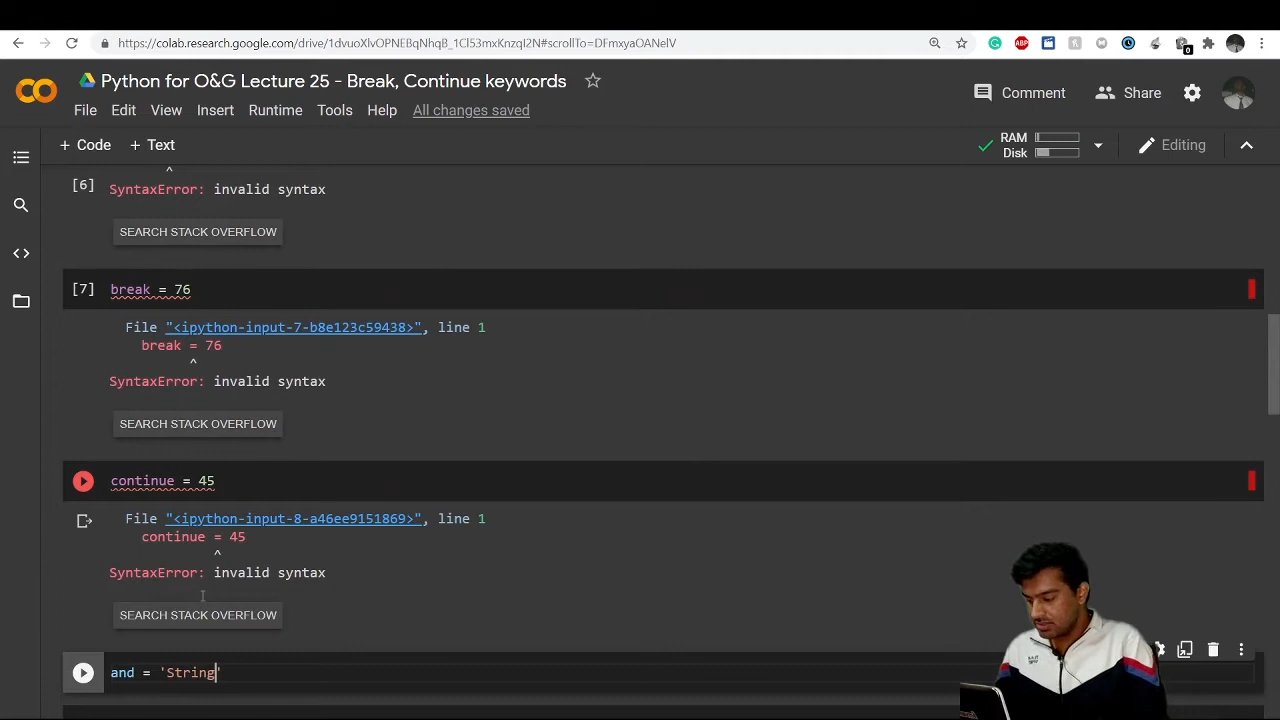 https://colab.research.google.com/drive/1dvuoXlvOPNEBqNhqB_1Cl53mxKnzqI2N#scrollTo=DFmxyaOANelV
ABP
0
Python for O&G Lecture 25 - Break, Continue keywords
Comment
Share
File Edit View Insert Runtime Tools Help All changes saved
+ Code + Text
RAM
Disk
Editing
^
[6]
SyntaxError: invalid syntax
SEARCH STACK OVERFLOW
[7] break = 76
File "<ipython-input-7-b8e123c59438>", line 1
break = 76
^
SyntaxError: invalid syntax
SEARCH STACK OVERFLOW
continue = 45
File "<ipython-input-8-a46ee9151869>", line 1
continue = 45
^
SyntaxError: invalid syntax
SEARCH STACK OVERFLOW
and = 'String'